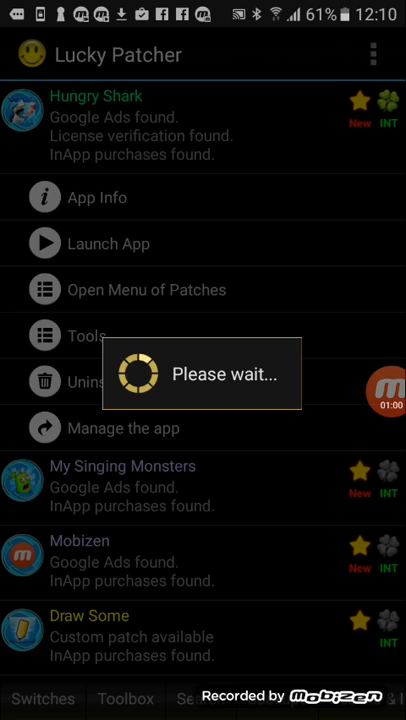 61% 12:10
Lucky Patcher
Hungry Shark
Google Ads found.
License verification found.
InApp purchases found.
New INT
App Info
Launch App
Open Menu of Patches
Tools
Unins
Please wait...
01:00
Manage the app
My Singing Monsters
Google Ads found.
InApp purchases found.
New INT
Mobizen
Google Ads found.
InApp purchases found.
New INT
Draw Some
Custom patch available
InApp purchases found.
New INT
Switches Toolbox
Recorded by Mobizen